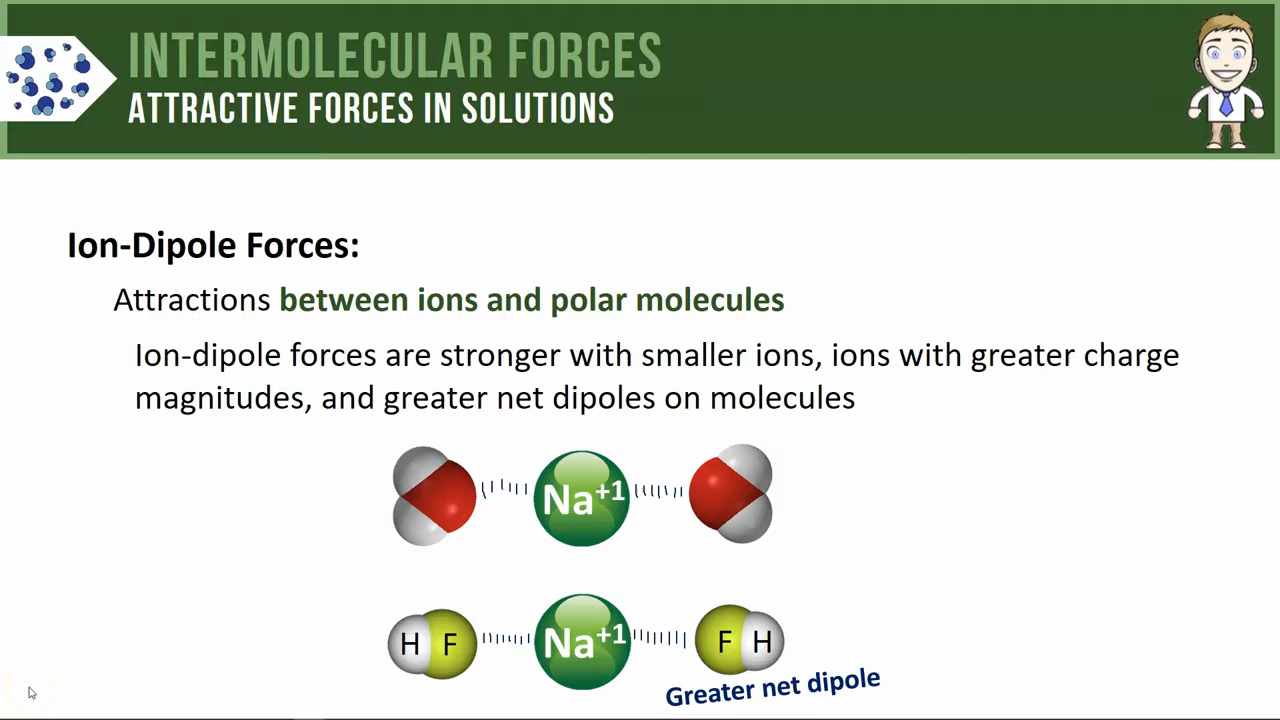 INTERMOLECULAR FORCES
ATTRACTIVE FORCES IN SOLUTIONS
Ion-Dipole Forces:
Attractions between ions and polar molecules
Ion-dipole forces are stronger with smaller ions, ions with greater charge
magnitudes, and greater net dipoles on molecules
Na+1
H F Na+1 F H
Greater net dipole